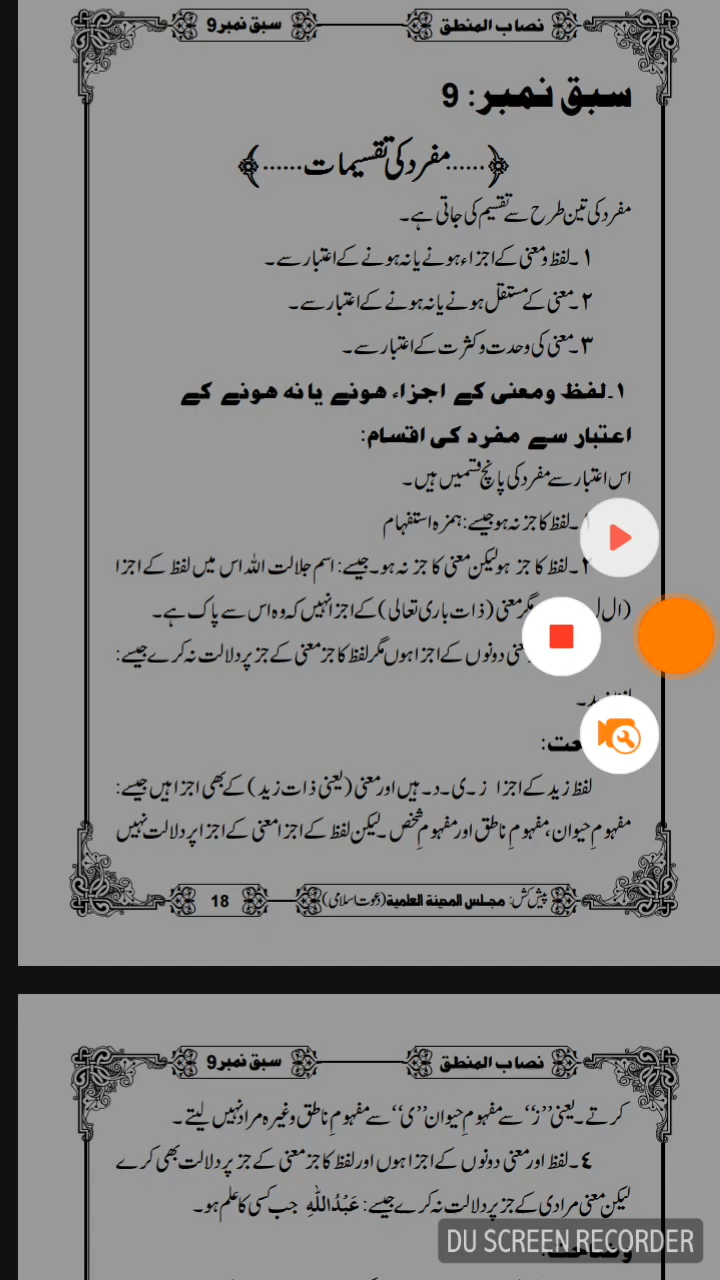 نصاب المنطق
سبق نمبر9
سبق نمبر: 9
......مفرد کی تقسیمات......
مفرد کی تین طرح سے تقسیم کی جاتی ہے۔
۱۔لفظ ومعنی کے اجزاء ہونے یا نہ ہونے کے اعتبار سے۔
۲۔معنی کے مستقل ہونے یا نہ ہونے کے اعتبار سے۔
۳۔معنی کی وحدت وکثرت کے اعتبار سے۔
۱۔لفظ ومعنی کے اجزاء ہونے یا نہ ہونے کے
اعتبار سے مفرد کی اقسام:
اس اعتبار سے مفرد کی پانچ قسمیں ہیں۔
۔لفظ کا جز نہ ہو جیسے: ہمزہ استفہام
۲۔لفظ کا جز ہو لیکن معنی کا جز نہ ہو۔جیسے: اسم جلالت اللہ اس میں لفظ کے اجزا
(ال مگر معنی (ذات باری تعالی) کے اجزا نہیں کہ وہ اس سے پاک ہے۔
دونوں کے اجزا ہوں مگر لفظ کا جز معنی کے جز پر دلالت نہ کرے جیسے:
لفظ زید کے اجزا ز۔ی۔د۔ ہیں اور معنی (یعنی ذات زید) کے بھی اجزا ہیں جیسے:
مفہومِ حیوان، مفہومِ ناطق اور مفہومِ شخص ۔لیکن لفظ کے اجزا معنی کے اجزا پر دلالت نہیں
پیش کش: مجلس المدینة العلمیة (دعوت اسلامی)
18
نصاب المنطق
سبق نمبر9
کرتے۔یعنی ’’ز‘‘ سے مفہومِ حیوان ’’ی‘‘ سے مفہومِ ناطق وغیرہ مراد نہیں لیتے۔
٤۔لفظ اور معنی دونوں کے اجزا ہوں اور لفظ کا جز معنی کے جز پر دلالت بھی کرے
لیکن معنی مرادی کے جز پر دلالت نہ کرے جیسے: عَبْدُاللّٰهِ جب کسی کا علم ہو۔
DU SCREEN RECORDER